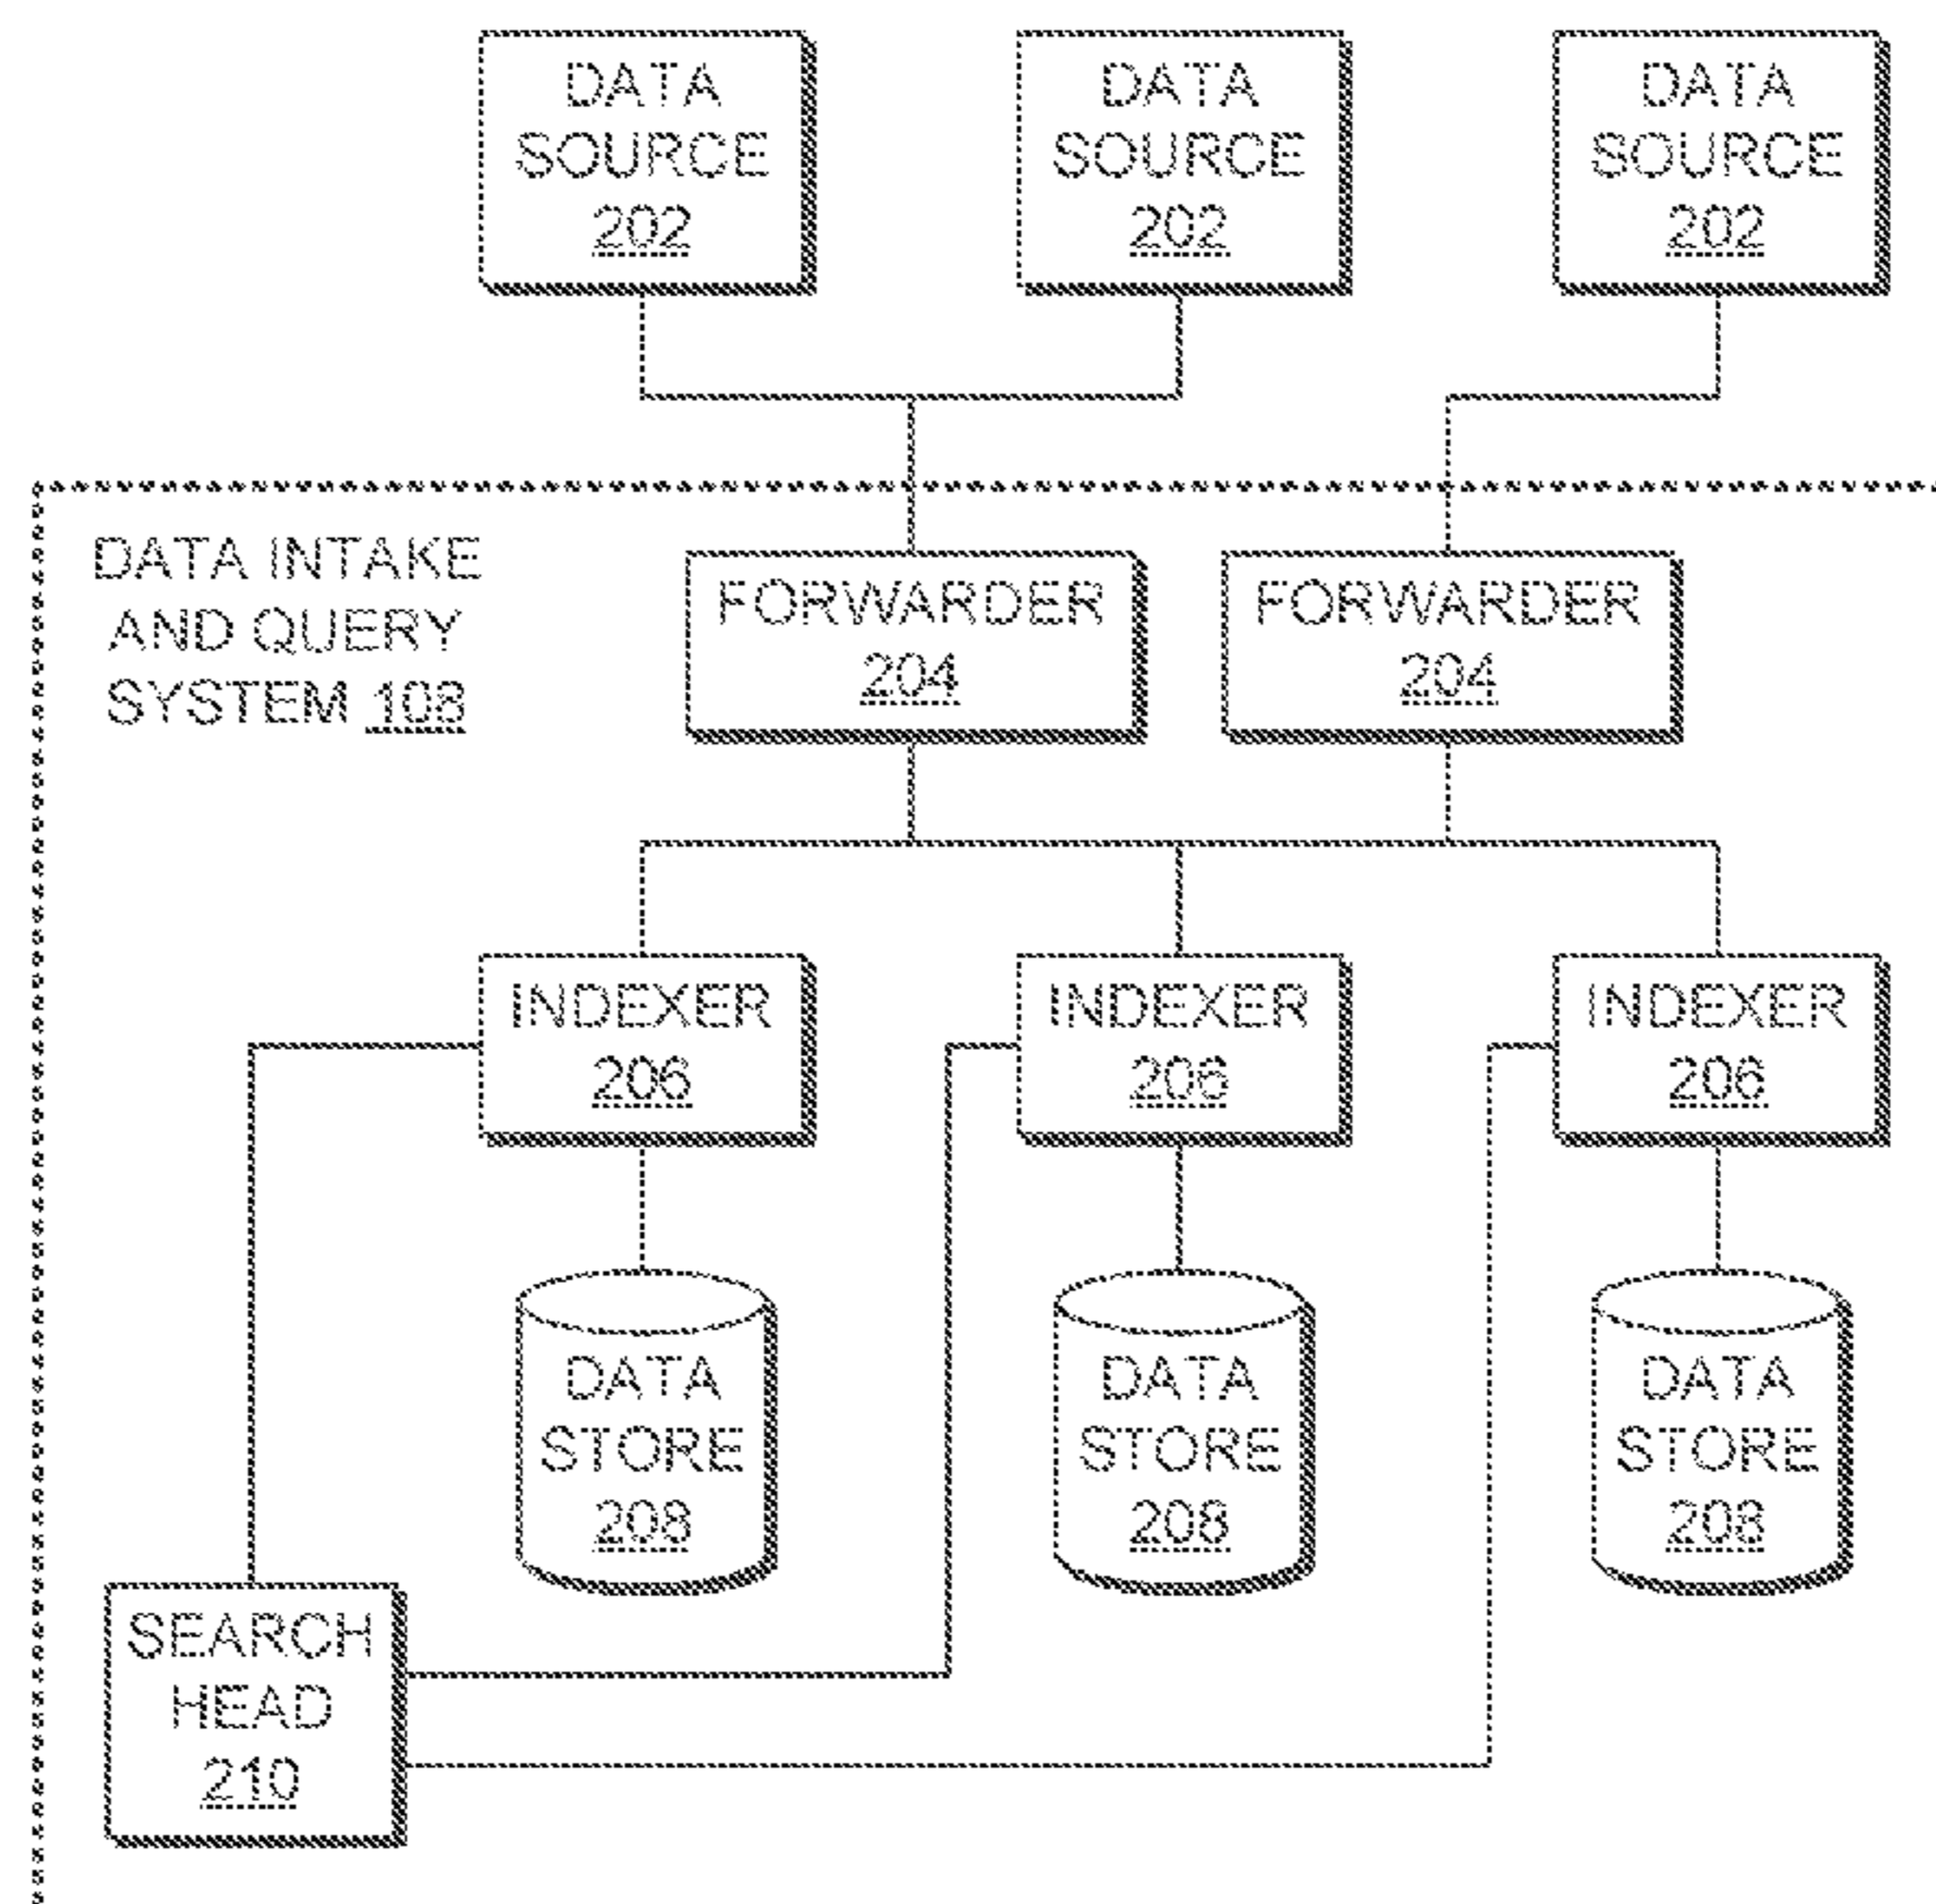 DATA
SOURCE
202
DATA
SOURCE
202
DATA
SOURCE
202
DATA INTAKE
AND QUERY
SYSTEM 108
FORWARDER
204
FORWARDER
204
INDEXER
206
INDEXER
206
INDEXER
206
DATA
STORE
208
DATA
STORE
208
DATA
STORE
208
SEARCH
HEAD
210